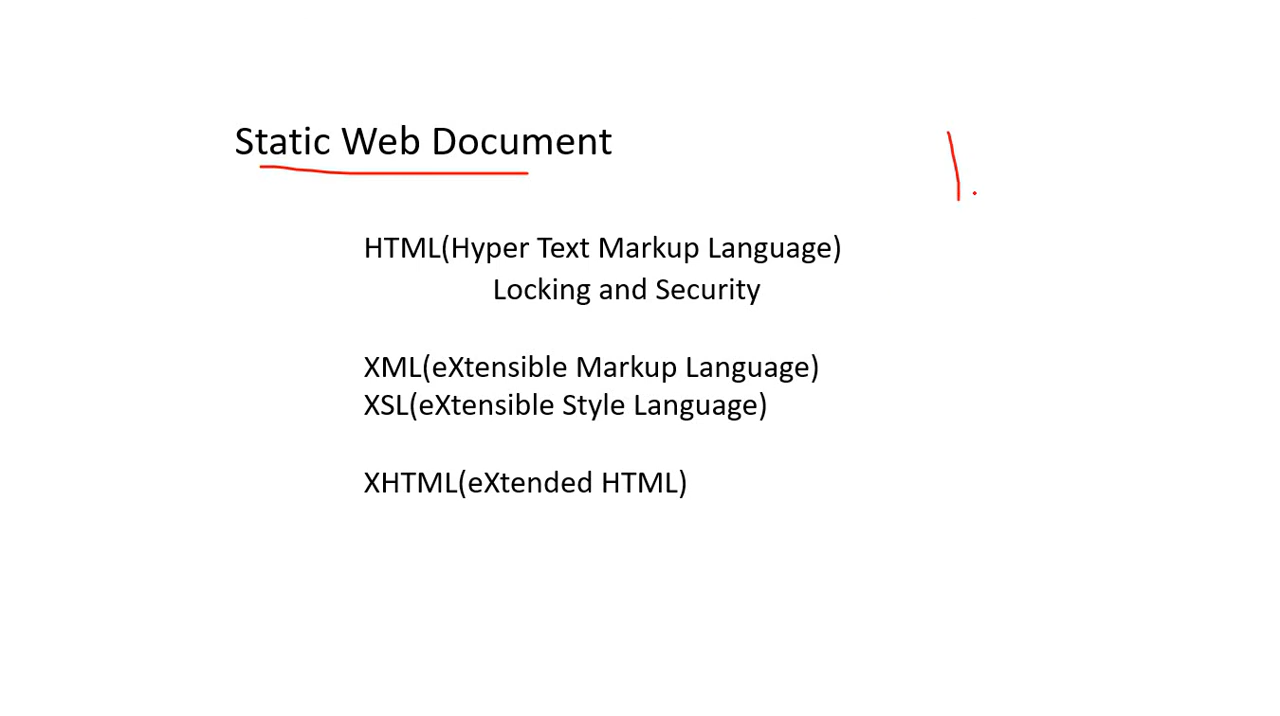 Static Web Document
1.
HTML(Hyper Text Markup Language)
Locking and Security
XML(eXtensible Markup Language)
XSL(eXtensible Style Language)
XHTML(eXtended HTML)